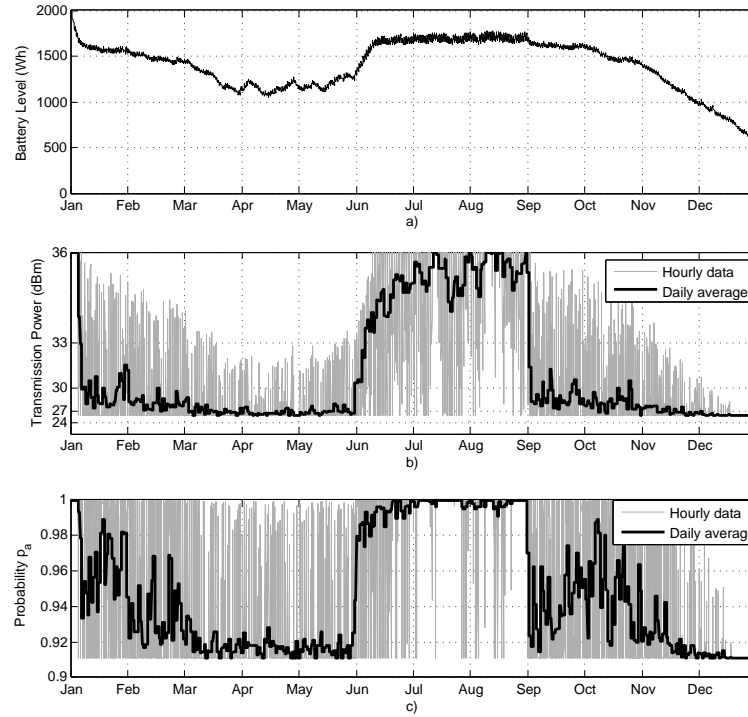 2000
1500
1000
500
0
Battery Level (Wh)
Jan Feb Mar Apr May Jun Jul Aug Sep Oct Nov Dec
a)
36
33
30
27
24
Transmission Power (dBm)
Hourly data
Daily average
Jan Feb Mar Apr May Jun Jul Aug Sep Oct Nov Dec
b)
1
0.98
0.96
0.94
0.92
0.9
Probability pa
Hourly data
Daily average
Jan Feb Mar Apr May Jun Jul Aug Sep Oct Nov Dec
c)